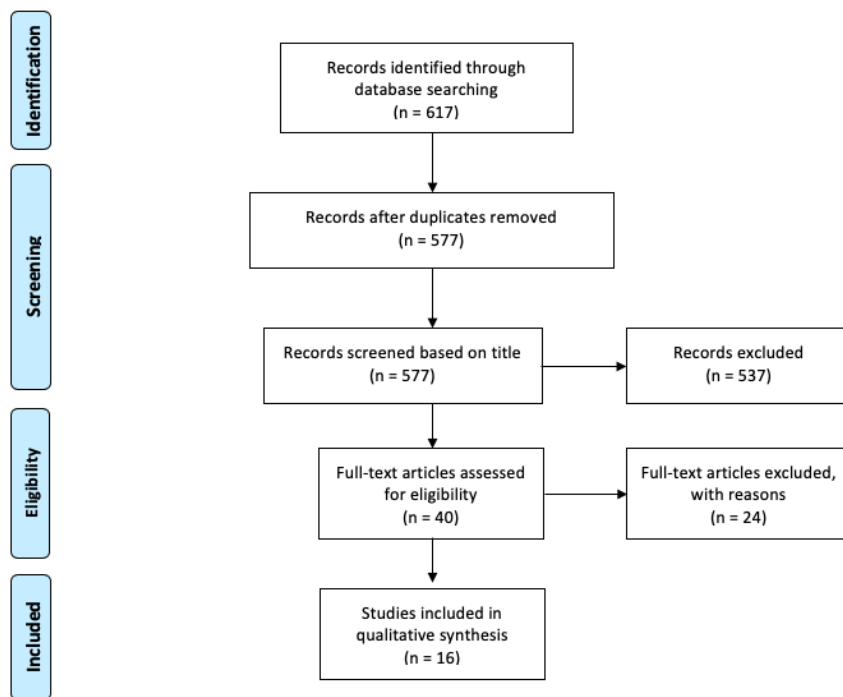 Identification
Records identified through
database searching
(n = 617)
Screening
Records after duplicates removed
(n = 577)
Records screened based on title
(n = 577)
Records excluded
(n = 537)
Eligibility
Full-text articles assessed
for eligibility
(n = 40)
Full-text articles excluded,
with reasons
(n = 24)
Included
Studies included in
qualitative synthesis
(n = 16)